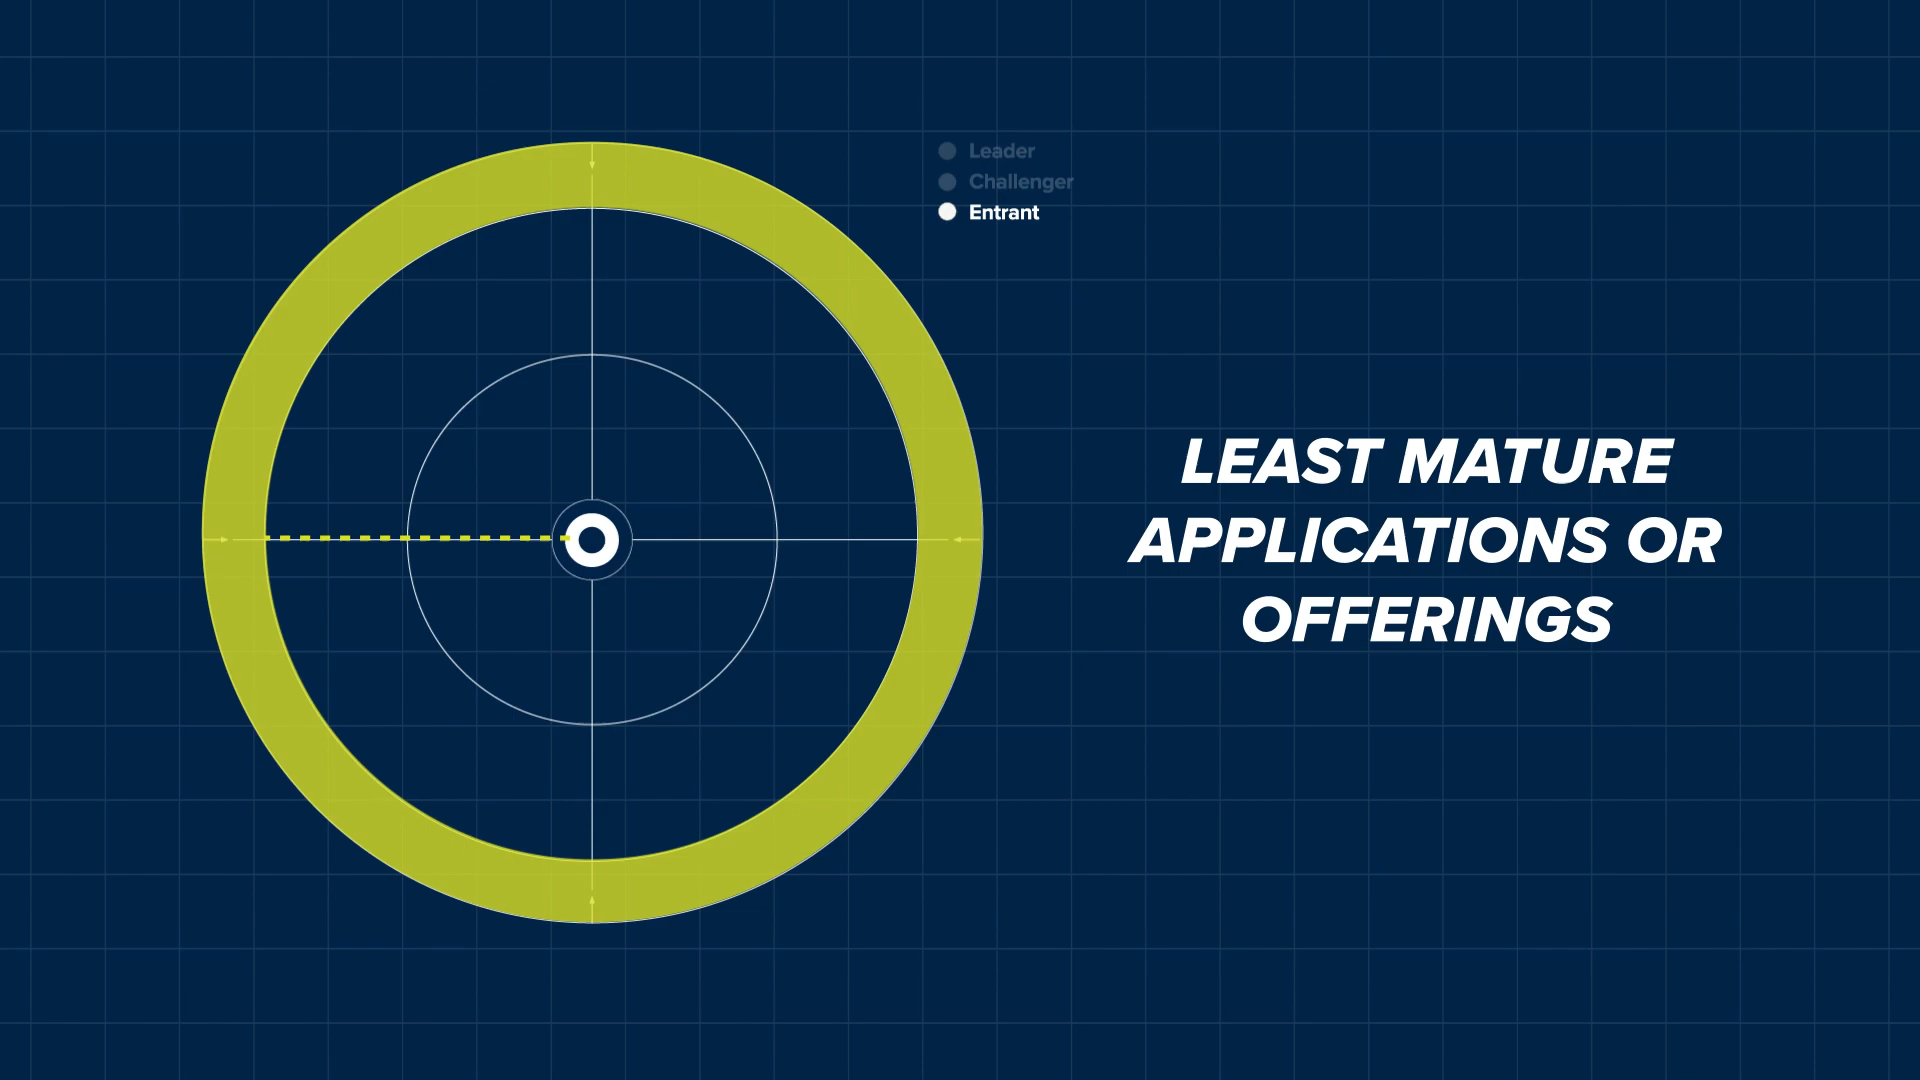 Leader
Challenger
Entrant
LEAST MATURE
APPLICATIONS OR
OFFERINGS